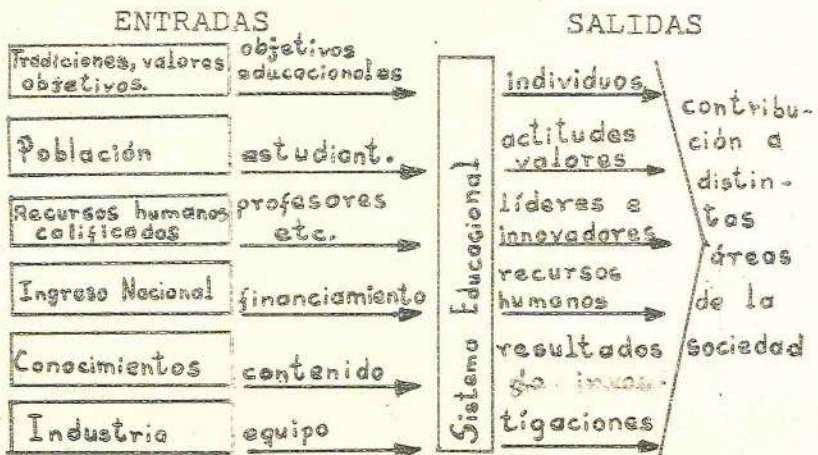 ENTRADAS
SALIDAS
Tradiciones, valores
objetivos.
objetivos
educacionales
Población
estudiant.
Recursos humanos
calificados
profesores
etc.
Ingreso Nacional
financiamiento
Conocimientos
contenido
Industria
equipo
Sistema Educacional
individuos
actitudes
valores
líderes e
innovadores
recursos
humanos
resultados
de inves-
tigaciones
contribu-
ción a
distin-
tas
áreas
de la
sociedad